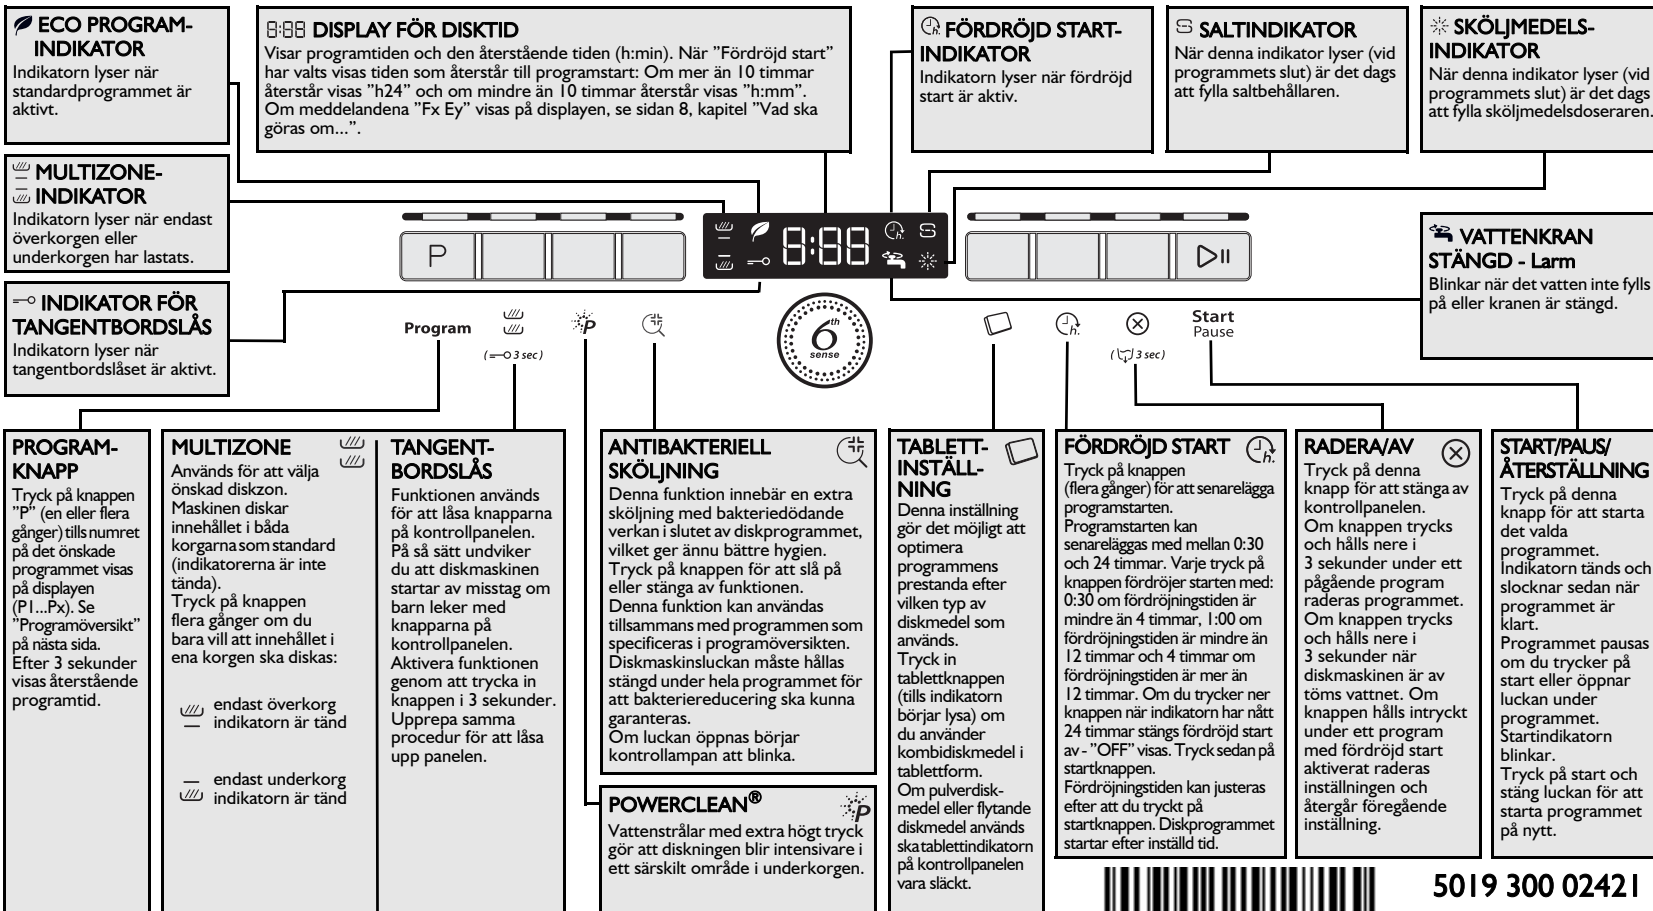 ECO PROGRAM-
INDIKATOR
Indikatorn lyser när
standardprogrammet är
aktivt.
8:88 DISPLAY FÖR DISKTID
Visar programtiden och den återstående tiden (h:min). När ”Fördröjd start”
har valts visas tiden som återstår till programstart: Om mer än 10 timmar
återstår visas ”h24” och om mindre än 10 timmar återstår visas ”h:mm”.
Om meddelandena ”Fx Ey” visas på displayen, se sidan 8, kapitel ”Vad ska
göras om...”.
h. FÖRDRÖJD START-
INDIKATOR
Indikatorn lyser när fördröjd
start är aktiv.
SALTINDIKATOR
När denna indikator lyser (vid
programmets slut) är det dags
att fylla saltbehållaren.
SKÖLJMEDELS-
INDIKATOR
När denna indikator lyser (vid
programmets slut) är det dags
att fylla sköljmedelsdoseraren.
MULTIZONE-
INDIKATOR
Indikatorn lyser när endast
överkorgen eller
underkorgen har lastats.
INDIKATOR FÖR
TANGENTBORDSLÅS
Indikatorn lyser när
tangentbordslåset är aktivt.
P
8:88
h.
VATTENKRAN
STÄNGD - Larm
Blinkar när det vatten inte fylls
på eller kranen är stängd.
Program
(3 sec)
P
6th
sense
h.
(3 sec)
Start
Pause
PROGRAM-
KNAPP
Tryck på knappen
”P” (en eller flera
gånger) tills numret
på det önskade
programmet visas
på displayen
(P1...Px). Se
”Programöversikt”
på nästa sida.
Efter 3 sekunder
visas återstående
programtid.
MULTIZONE
Används för att välja
önskad diskzon.
Maskinen diskar
innehållet i båda
korgarna som standard
(indikatorerna är inte
tända).
Tryck på knappen
flera gånger om du
bara vill att innehållet i
ena korgen ska diskas:
endast överkorg
indikatorn är tänd
endast underkorg
indikatorn är tänd
TANGENT-
BORDSLÅS
Funktionen används
för att låsa knapparna
på kontrollpanelen.
På så sätt undviker
du att diskmaskinen
startar av misstag om
barn leker med
knapparna på
kontrollpanelen.
Aktivera funktionen
genom att trycka in
knappen i 3 sekunder.
Upprepa samma
procedur för att låsa
upp panelen.
ANTIBAKTERIELL
SKÖLJNING
Denna funktion innebär en extra
sköljning med bakteriedödande
verkan i slutet av diskprogrammet,
vilket ger ännu bättre hygien.
Tryck på knappen för att slå på
eller stänga av funktionen.
Denna funktion kan användas
tillsammans med programmen som
specificeras i programöversikten.
Diskmaskinsluckan måste hållas
stängd under hela programmet för
att bakteriereducering ska kunna
garanteras.
Om luckan öppnas börjar
kontrollampan att blinka.
POWERCLEAN®
P
Vattenstrålar med extra högt tryck
gör att diskningen blir intensivare i
ett särskilt område i underkorgen.
TABLETT-
INSTÄLL-
NING
Denna inställning
gör det möjligt att
optimera
programmens
prestanda efter
vilken typ av
diskmedel som
används.
Tryck in
tablettknappen
(tills indikatorn
börjar lysa) om
du använder
kombidiskmedel i
tablettform.
Om pulverdisk-
medel eller flytande
diskmedel används
ska tablettindikatorn
på kontrollpanelen
vara släckt.
FÖRDRÖJD START
h.
Tryck på knappen
(flera gånger) för att senarelägga
programstarten.
Programstarten kan
senareläggas med mellan 0:30
och 24 timmar. Varje tryck på
knappen fördröjer starten med:
0:30 om fördröjningstiden är
mindre än 4 timmar, 1:00 om
fördröjningstiden är mindre än
12 timmar och 4 timmar om
fördröjningstiden är mer än
12 timmar. Om du trycker ner
knappen när indikatorn har nått
24 timmar stängs fördröjd start
av - ”OFF” visas. Tryck sedan på
startknappen.
Fördröjningstiden kan justeras
efter att du tryckt på
startknappen. Diskprogrammet
startar efter inställd tid.
RADERA/AV
Tryck på denna
knapp för att stänga av
kontrollpanelen.
Om knappen trycks
och hålls nere i
3 sekunder under ett
pågående program
raderas programmet.
Om knappen trycks
och hålls nere i
3 sekunder när
diskmaskinen är av
töms vattnet. Om
knappen hålls intryckt
under ett program
med fördröjd start
aktiverat raderas
inställningen och
återgår föregående
inställning.
START/PAUS/
ÅTERSTÄLLNING
Tryck på denna
knapp för att starta
det valda
programmet.
Indikatorn tänds och
slocknar sedan när
programmet är
klart.
Programmet pausas
om du trycker på
start eller öppnar
luckan under
programmet.
Startindikatorn
blinkar.
Tryck på start och
stäng luckan för att
starta programmet
på nytt.
5019 300 02421